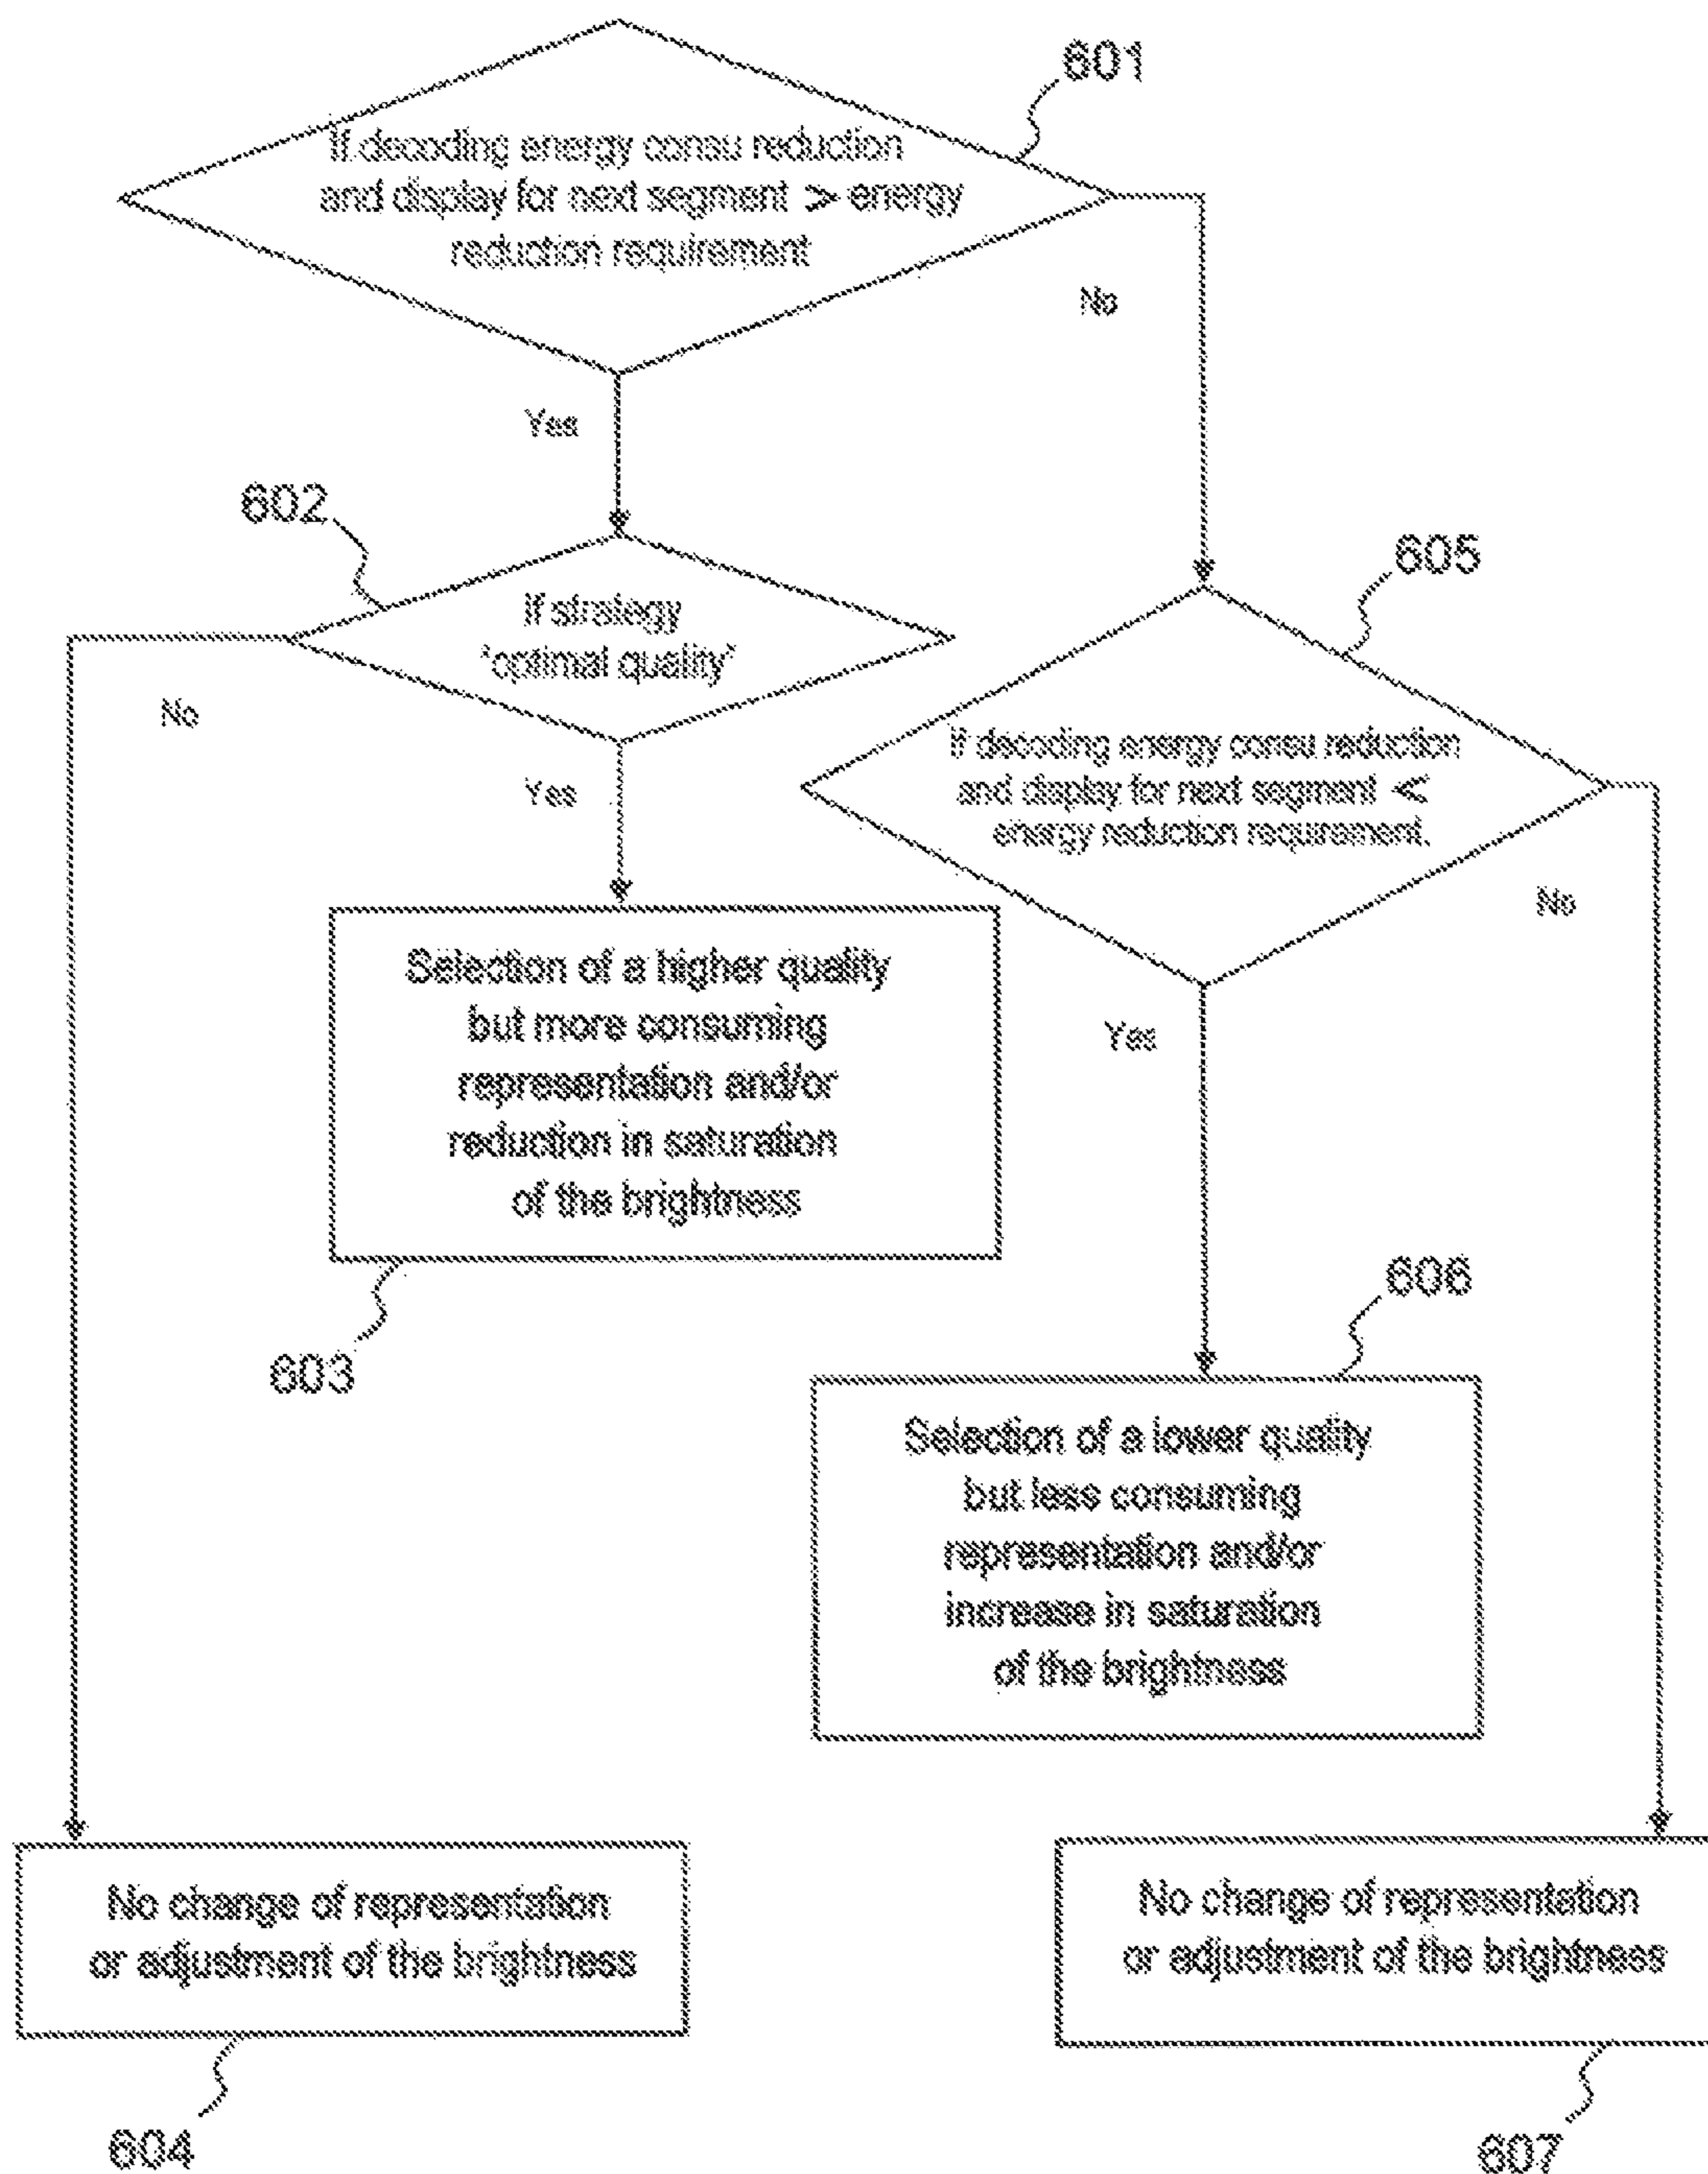 601
If decoding energy consu reduction
and display for next segment > energy
reduction requirement
No
Yes
602
If strategy
"optimal quality"
No
Yes
605
If decoding energy consu reduction
and display for next segment <
energy reduction requirement.
No
Yes
Selection of a higher quality
but more consuming
representation and/or
reduction in saturation
of the brightness
603
606
Selection of a lower quality
but less consuming
representation and/or
increase in saturation
of the brightness
No change of representation
or adjustment of the brightness
604
No change of representation
or adjustment of the brightness
607